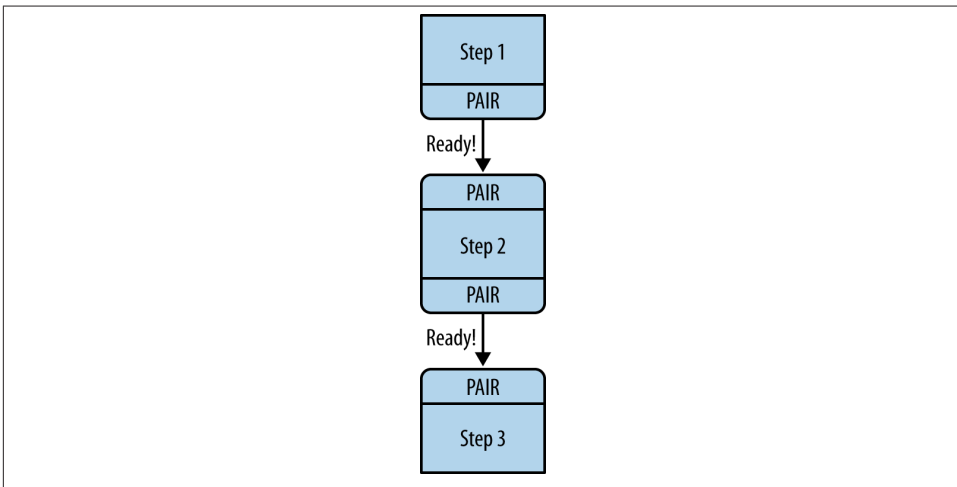 Step 1
PAIR
Ready!
PAIR
Step 2
PAIR
Ready!
PAIR
Step 3